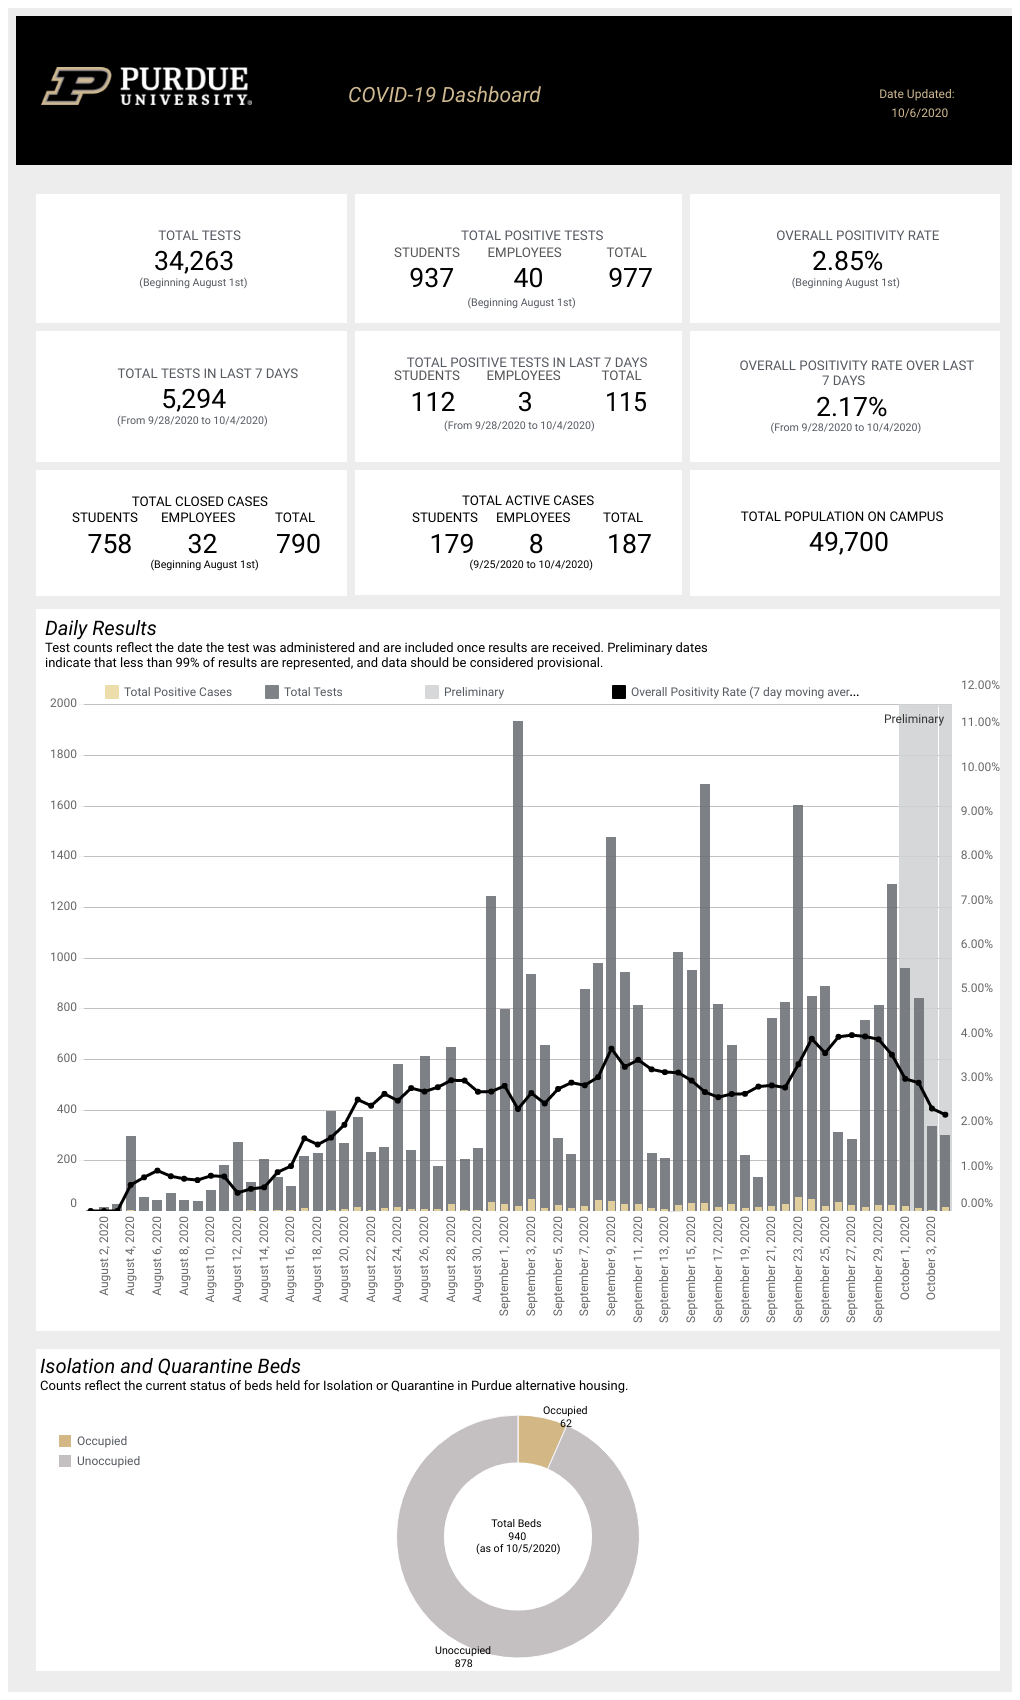 PURDUE
UNIVERSITY®
COVID-19 Dashboard
Date Updated:
10/6/2020
TOTAL TESTS
34,263
(Beginning August 1st)
TOTAL POSITIVE TESTS
STUDENTS EMPLOYEES TOTAL
937 40 977
(Beginning August 1st)
OVERALL POSITIVITY RATE
2.85%
(Beginning August 1st)
TOTAL TESTS IN LAST 7 DAYS
5,294
(From 9/28/2020 to 10/4/2020)
TOTAL POSITIVE TESTS IN LAST 7 DAYS
STUDENTS EMPLOYEES TOTAL
112 3 115
(From 9/28/2020 to 10/4/2020)
OVERALL POSITIVITY RATE OVER LAST
7 DAYS
2.17%
(From 9/28/2020 to 10/4/2020)
TOTAL CLOSED CASES
STUDENTS EMPLOYEES TOTAL
758 32 790
(Beginning August 1st)
TOTAL ACTIVE CASES
STUDENTS EMPLOYEES TOTAL
179 8 187
(9/25/2020 to 10/4/2020)
TOTAL POPULATION ON CAMPUS
49,700
Daily Results
Test counts reflect the date the test was administered and are included once results are received. Preliminary dates
indicate that less than 99% of results are represented, and data should be considered provisional.
Total Positive Cases Total Tests Preliminary Overall Positivity Rate (7 day moving aver...
Preliminary
2000
1800
1600
1400
1200
1000
800
600
400
200
0
12.00%
11.00%
10.00%
9.00%
8.00%
7.00%
6.00%
5.00%
4.00%
3.00%
2.00%
1.00%
0.00%
August 2, 2020
August 4, 2020
August 6, 2020
August 8, 2020
August 10, 2020
August 12, 2020
August 14, 2020
August 16, 2020
August 18, 2020
August 20, 2020
August 22, 2020
August 24, 2020
August 26, 2020
August 28, 2020
August 30, 2020
September 1, 2020
September 3, 2020
September 5, 2020
September 7, 2020
September 9, 2020
September 11, 2020
September 13, 2020
September 15, 2020
September 17, 2020
September 19, 2020
September 21, 2020
September 23, 2020
September 25, 2020
September 27, 2020
September 29, 2020
October 1, 2020
October 3, 2020
Isolation and Quarantine Beds
Counts reflect the current status of beds held for Isolation or Quarantine in Purdue alternative housing.
Occupied
Unoccupied
Occupied
62
Total Beds
940
(as of 10/5/2020)
Unoccupied
878